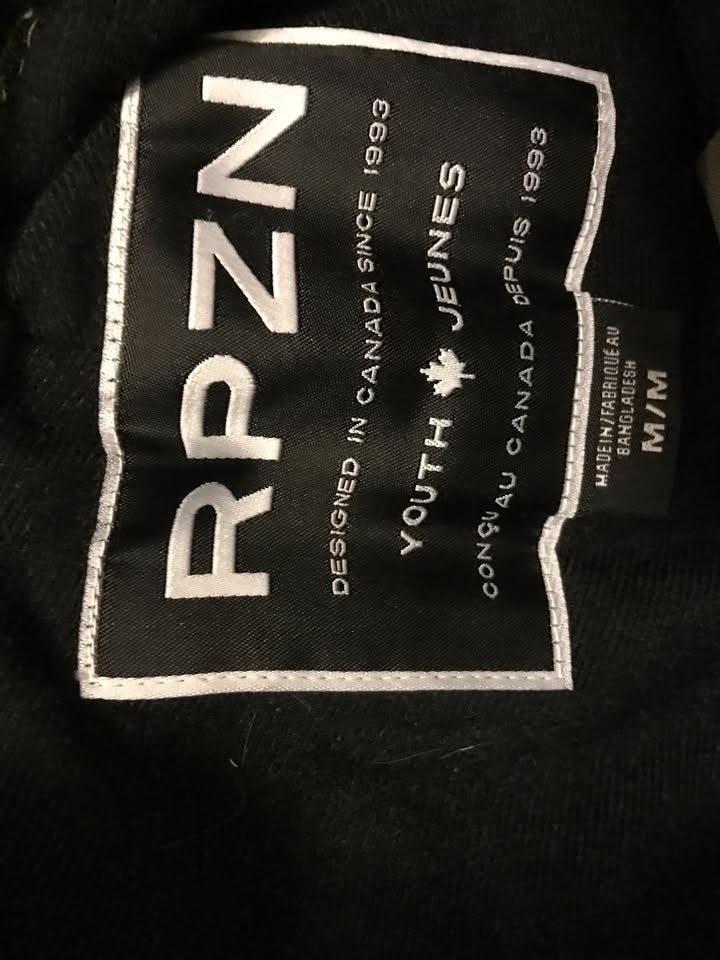 RPZN
DESIGNED IN CANADA SINCE 1993
YOUTH JEUNES
CONÇU AU CANADA DEPUIS 1993
MADE IN / FABRIQUÉ AU
BANGLADESH
M/M